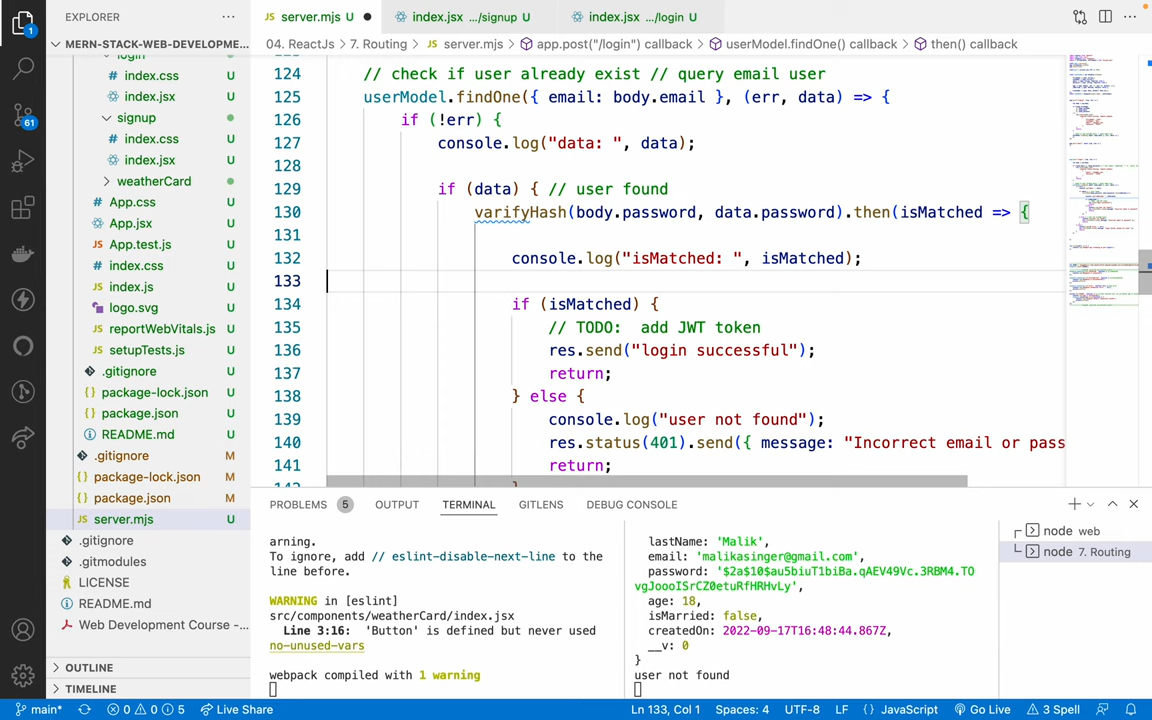 EXPLORER
MERN-STACK-WEB-DEVELOPME...
index.css U
index.jsx U
signup
index.css U
index.jsx U
weatherCard
App.css U
App.jsx U
App.test.js U
index.css U
index.js U
logo.svg U
reportWebVitals.js U
setupTests.js U
.gitignore U
package-lock.json U
package.json U
README.md U
.gitignore M
package-lock.json M
package.json M
server.mjs U
.gitignore
.gitmodules
LICENSE
README.md
Web Development Course -...
OUTLINE
TIMELINE
1
61
JS server.mjs U
index.jsx .../signup U
index.jsx .../login U
04. ReactJs > 7. Routing > JS server.mjs > app.post("/login") callback > userModel.findOne() callback > then() callback
124 // check if user already exist // query email user
125 userModel.findOne({ email: body.email }, (err, data) => {
126 if (!err) {
127 console.log("data: ", data);
128
129 if (data) { // user found
130 varifyHash(body.password, data.password).then(isMatched => {
131
132 console.log("isMatched: ", isMatched);
133
134 if (isMatched) {
135 // TODO:  add JWT token
136 res.send("login successful");
137 return;
138 } else {
139 console.log("user not found");
140 res.status(401).send({ message: "Incorrect email or pass
141 return;
PROBLEMS 5 OUTPUT TERMINAL GITLENS DEBUG CONSOLE
arning.
To ignore, add // eslint-disable-next-line to the
line before.
WARNING in [eslint]
src/components/weatherCard/index.jsx
Line 3:16:  'Button' is defined but never used
no-unused-vars
webpack compiled with 1 warning
lastName: 'Malik',
email: 'malikasinger@gmail.com',
password: '$2a$10$au5biuT1biBa.qAEV49Vc.3RBM4.TO
vgJoooISrCZ0etuRfHRHvLy',
age: 18,
isMarried: false,
createdOn: 2022-09-17T16:48:44.867Z,
__v: 0
}
user not found
node web
node 7. Routing
main* 0 0 5 Live Share Ln 133, Col 1 Spaces: 4 UTF-8 LF {} JavaScript Go Live 3 Spell